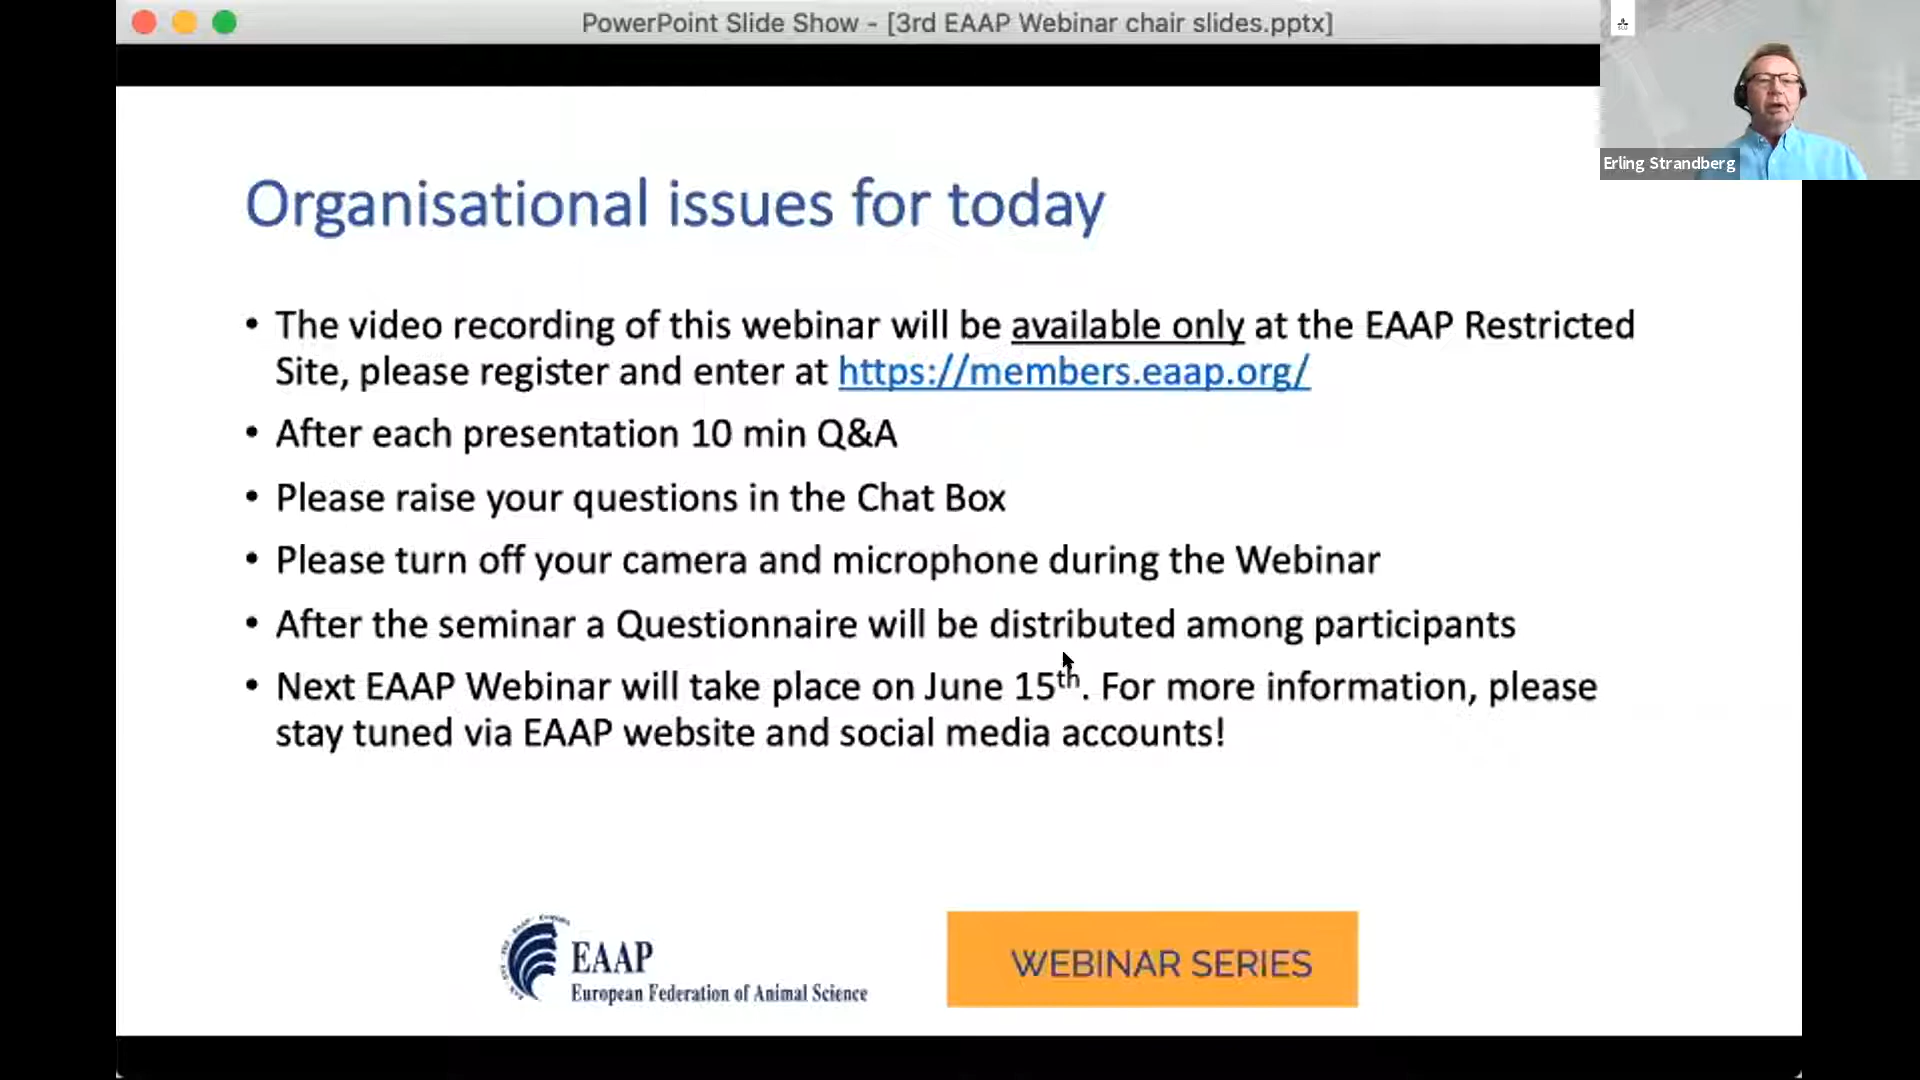 PowerPoint Slide Show - [3rd EAAP Webinar chair slides.pptx]
Erling Strandberg
Organisational issues for today
• The video recording of this webinar will be available only at the EAAP Restricted
Site, please register and enter at https://members.eaap.org/
• After each presentation 10 min Q&A
• Please raise your questions in the Chat Box
• Please turn off your camera and microphone during the Webinar
• After the seminar a Questionnaire will be distributed among participants
• Next EAAP Webinar will take place on June 15th. For more information, please
stay tuned via EAAP website and social media accounts!
EAAP
European Federation of Animal Science
WEBINAR SERIES